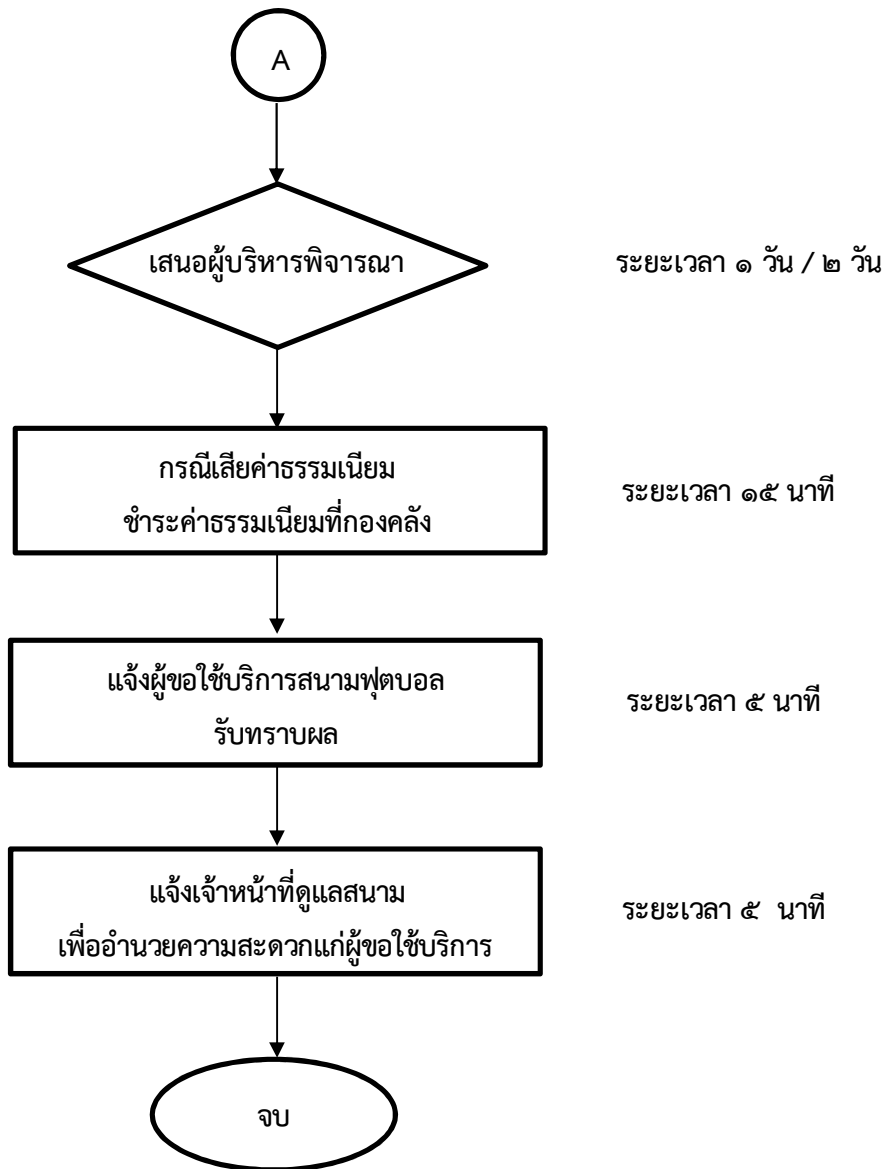 A
เสนอผู้บริหารพิจารณา
ระยะเวลา ๑ วัน / ๒ วัน
กรณีเสียค่าธรรมเนียม
ชำระค่าธรรมเนียมที่กองคลัง
ระยะเวลา ๑๕ นาที
แจ้งผู้ขอใช้บริการสนามฟุตบอล
รับทราบผล
ระยะเวลา ๕ นาที
แจ้งเจ้าหน้าที่ดูแลสนาม
เพื่ออำนวยความสะดวกแก่ผู้ขอใช้บริการ
ระยะเวลา ๕ นาที
จบ